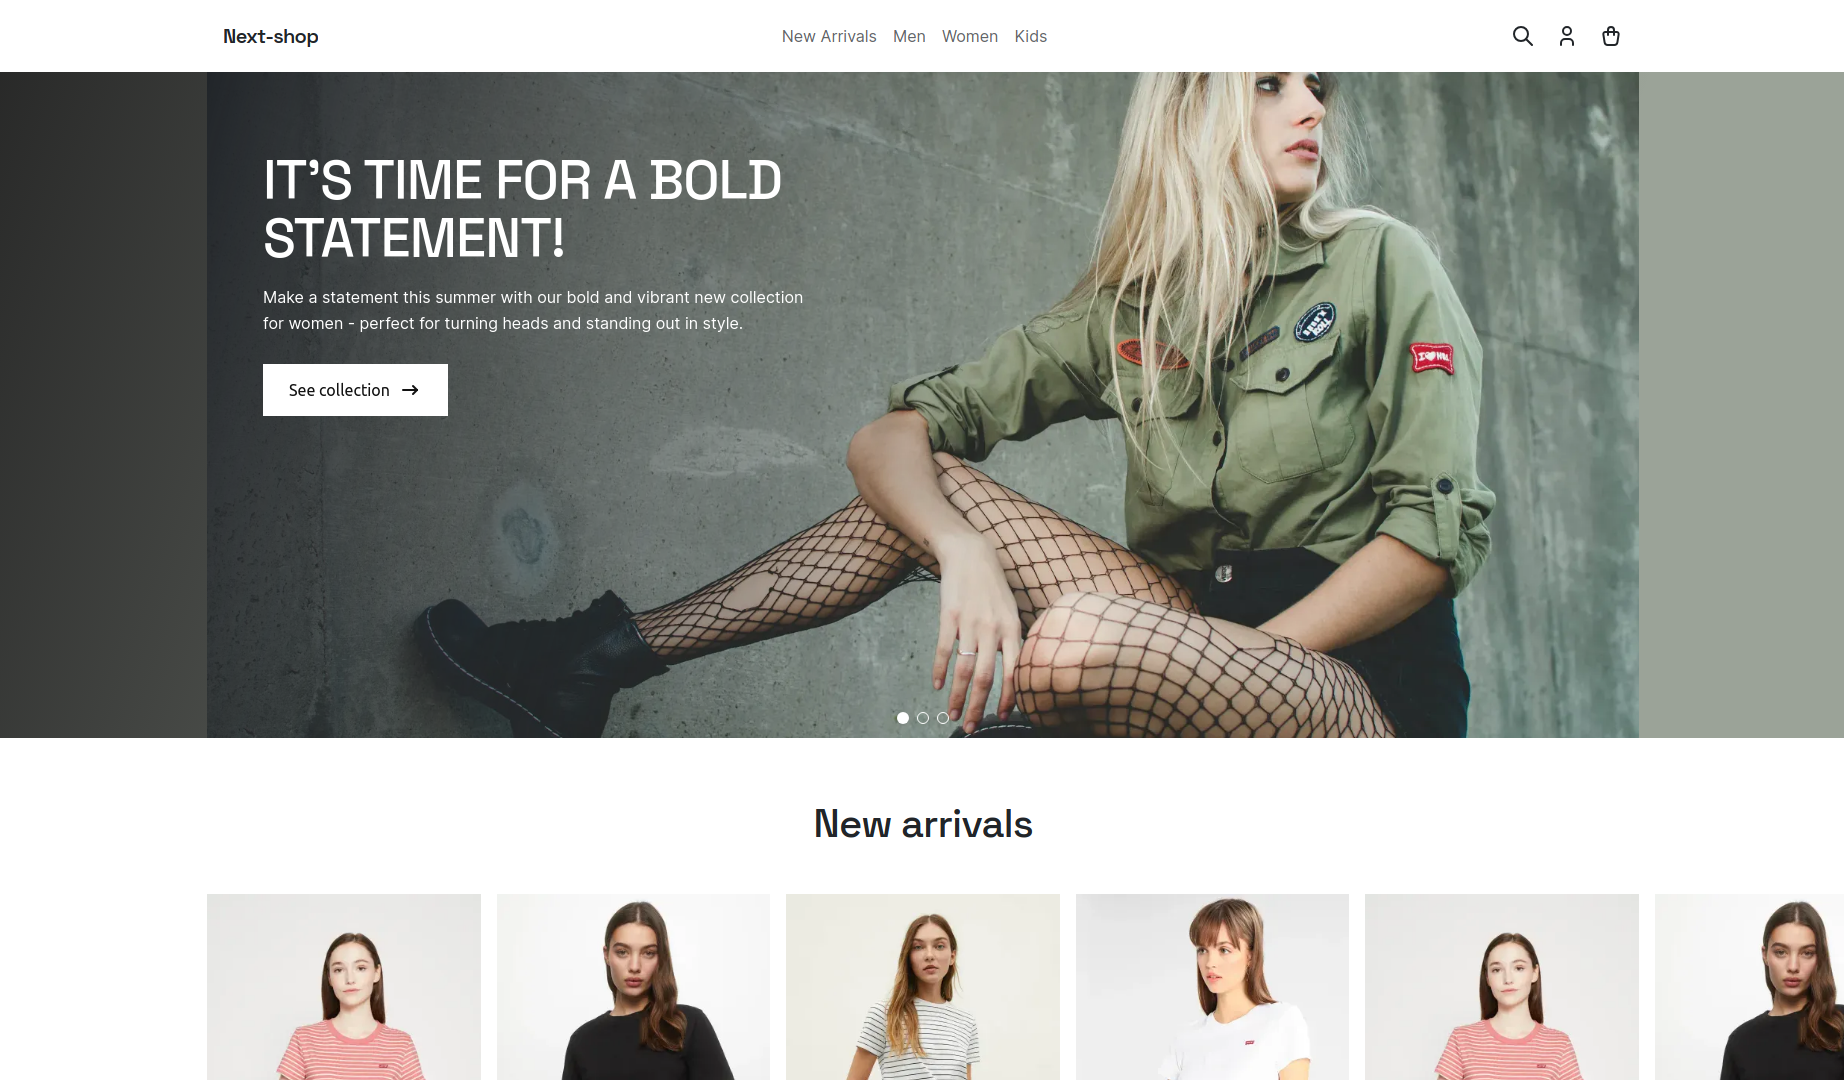 Next-shop
New Arrivals Men Women Kids
IT'S TIME FOR A BOLD
STATEMENT!
Make a statement this summer with our bold and vibrant new collection
for women - perfect for turning heads and standing out in style.
See collection
New arrivals